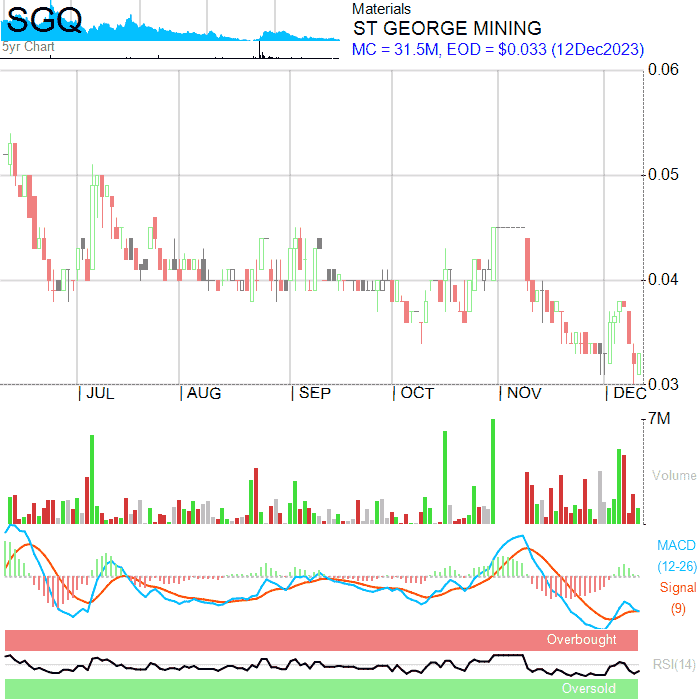 SGQ
5yr Chart
Materials
ST GEORGE MINING
MC = 31.5M, EOD = $0.033 (12Dec2023)
0.06
0.05
0.04
0.03
JUL AUG SEP OCT NOV DEC
7M
Volume
MACD
(12-26)
Signal
(9)
Overbought
RSI(14)
Oversold